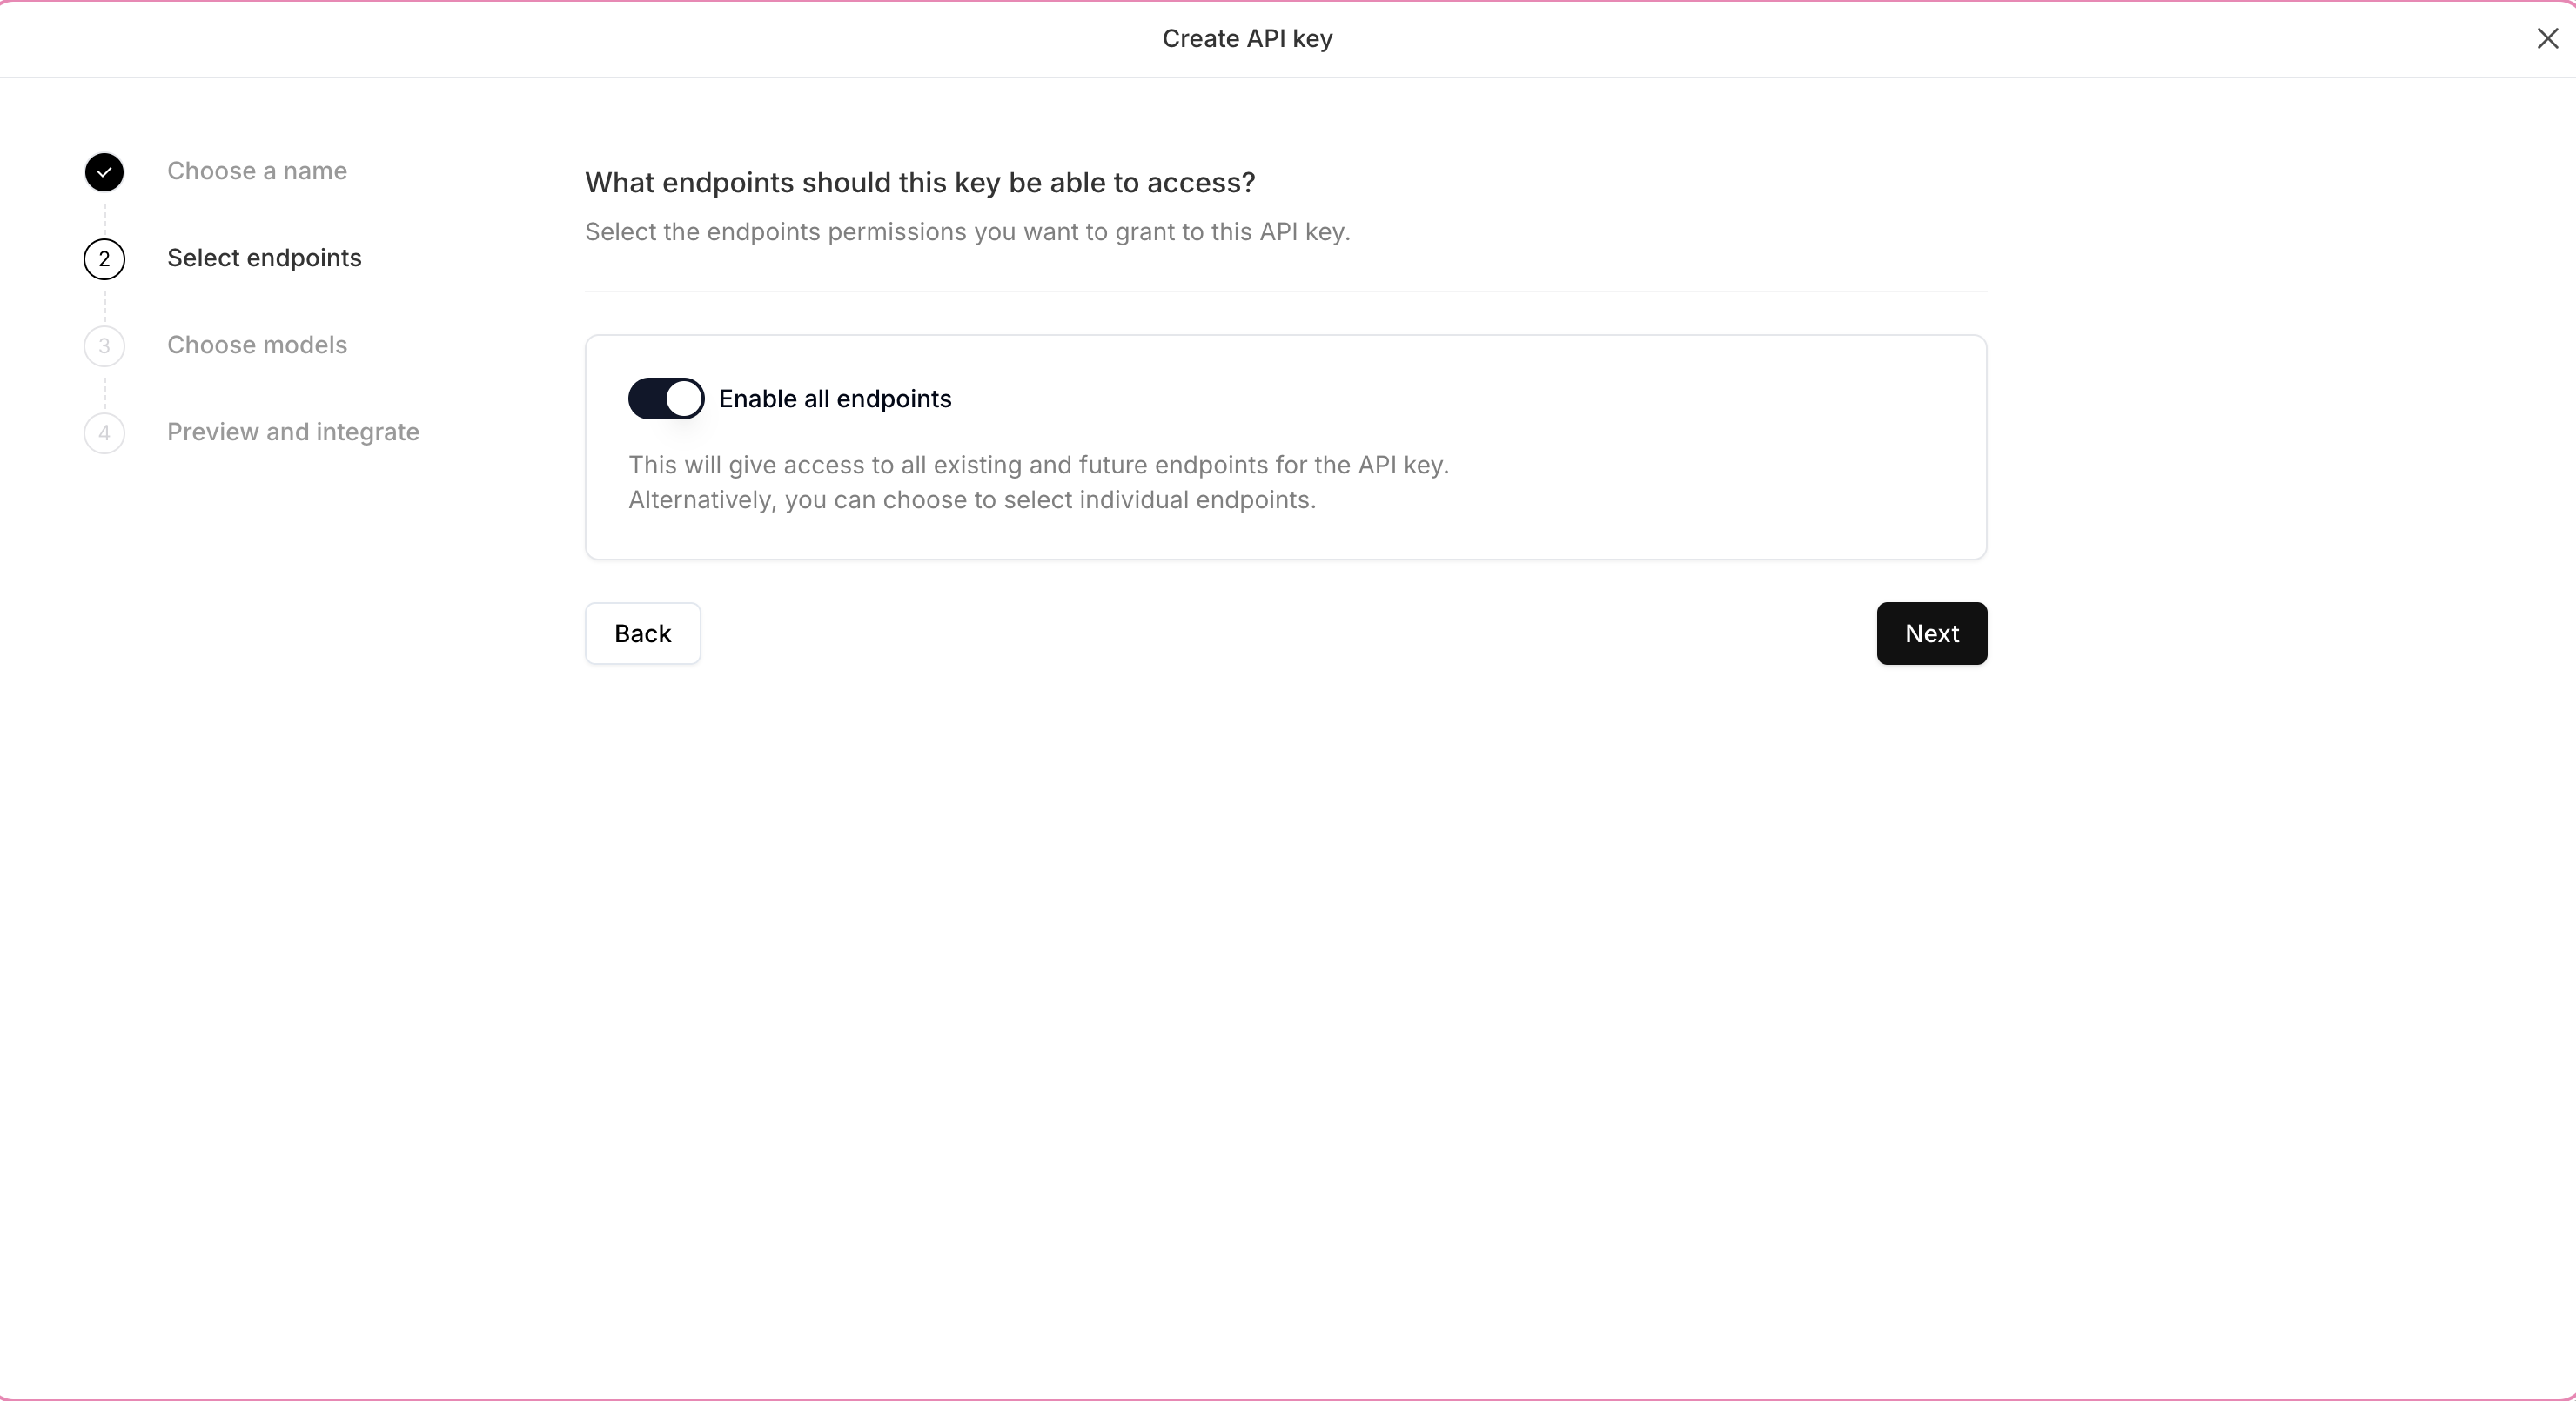 Create API key
Choose a name
2 Select endpoints
3 Choose models
4 Preview and integrate
What endpoints should this key be able to access?
Select the endpoints permissions you want to grant to this API key.
Enable all endpoints
This will give access to all existing and future endpoints for the API key.
Alternatively, you can choose to select individual endpoints.
Back
Next